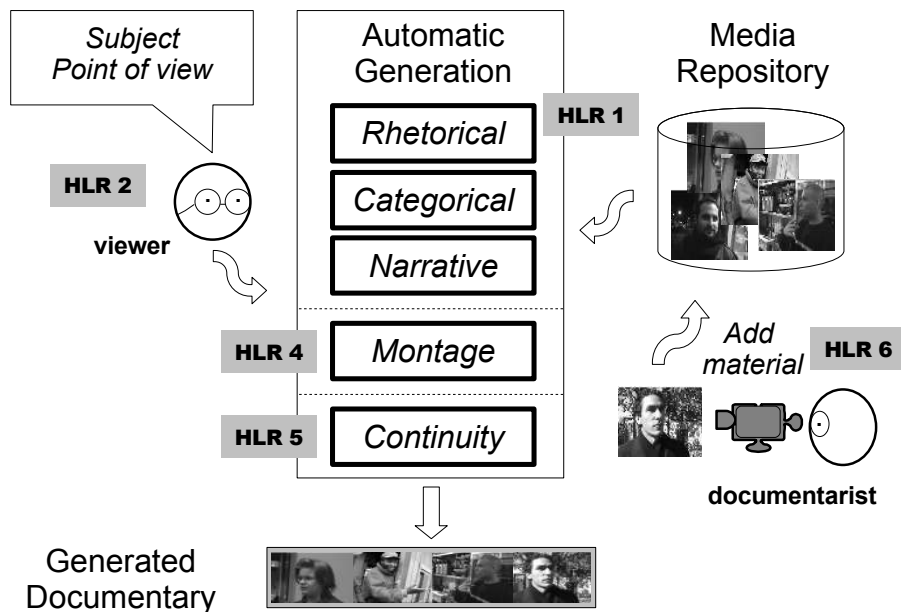 Subject
Point of view
Automatic
Generation
Media
Repository
Rhetorical
HLR 1
HLR 2
Categorical
viewer
Narrative
HLR 4
Montage
Add
material
HLR 6
HLR 5
Continuity
documentarist
Generated
Documentary